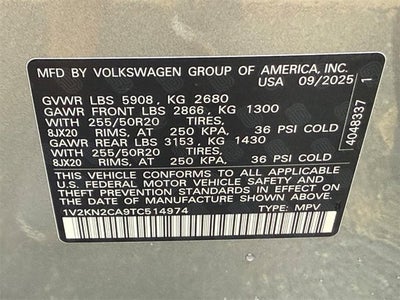 MFD BY VOLKSWAGEN GROUP OF AMERICA, INC.
USA 09/2025
GVWR LBS 5908, KG 2680
GAWR FRONT LBS 2866, KG 1300
WITH 255/50R20 TIRES,
8JX20 RIMS, AT 250 KPA, 36 PSI COLD
GAWR REAR LBS 3153, KG 1430
WITH 255/50R20 TIRES,
8JX20 RIMS, AT 250 KPA, 36 PSI COLD
THIS VEHICLE CONFORMS TO ALL APPLICABLE
U.S. FEDERAL MOTOR VEHICLE SAFETY, BUMPER, AND
THEFT PREVENTION STANDARDS IN EFFECT ON THE
DATE OF MANUFACTURE SHOWN ABOVE.
1V2KN2CA9TC514974 TYPE: MPV
4048337
1